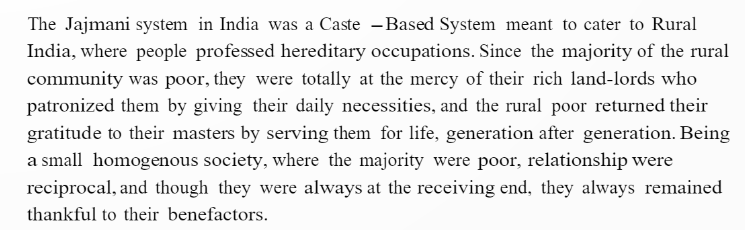 The Jajmani system in India was a Caste –Based System meant to cater to Rural
India, where people professed hereditary occupations. Since the majority of the rural
community was poor, they were totally at the mercy of their rich land-lords who
patronized them by giving their daily necessities, and the rural poor returned their
gratitude to their masters by serving them for life, generation after generation. Being
a small homogenous society, where the majority were poor, relationship were
reciprocal, and though they were always at the receiving end, they always remained
thankful to their benefactors.